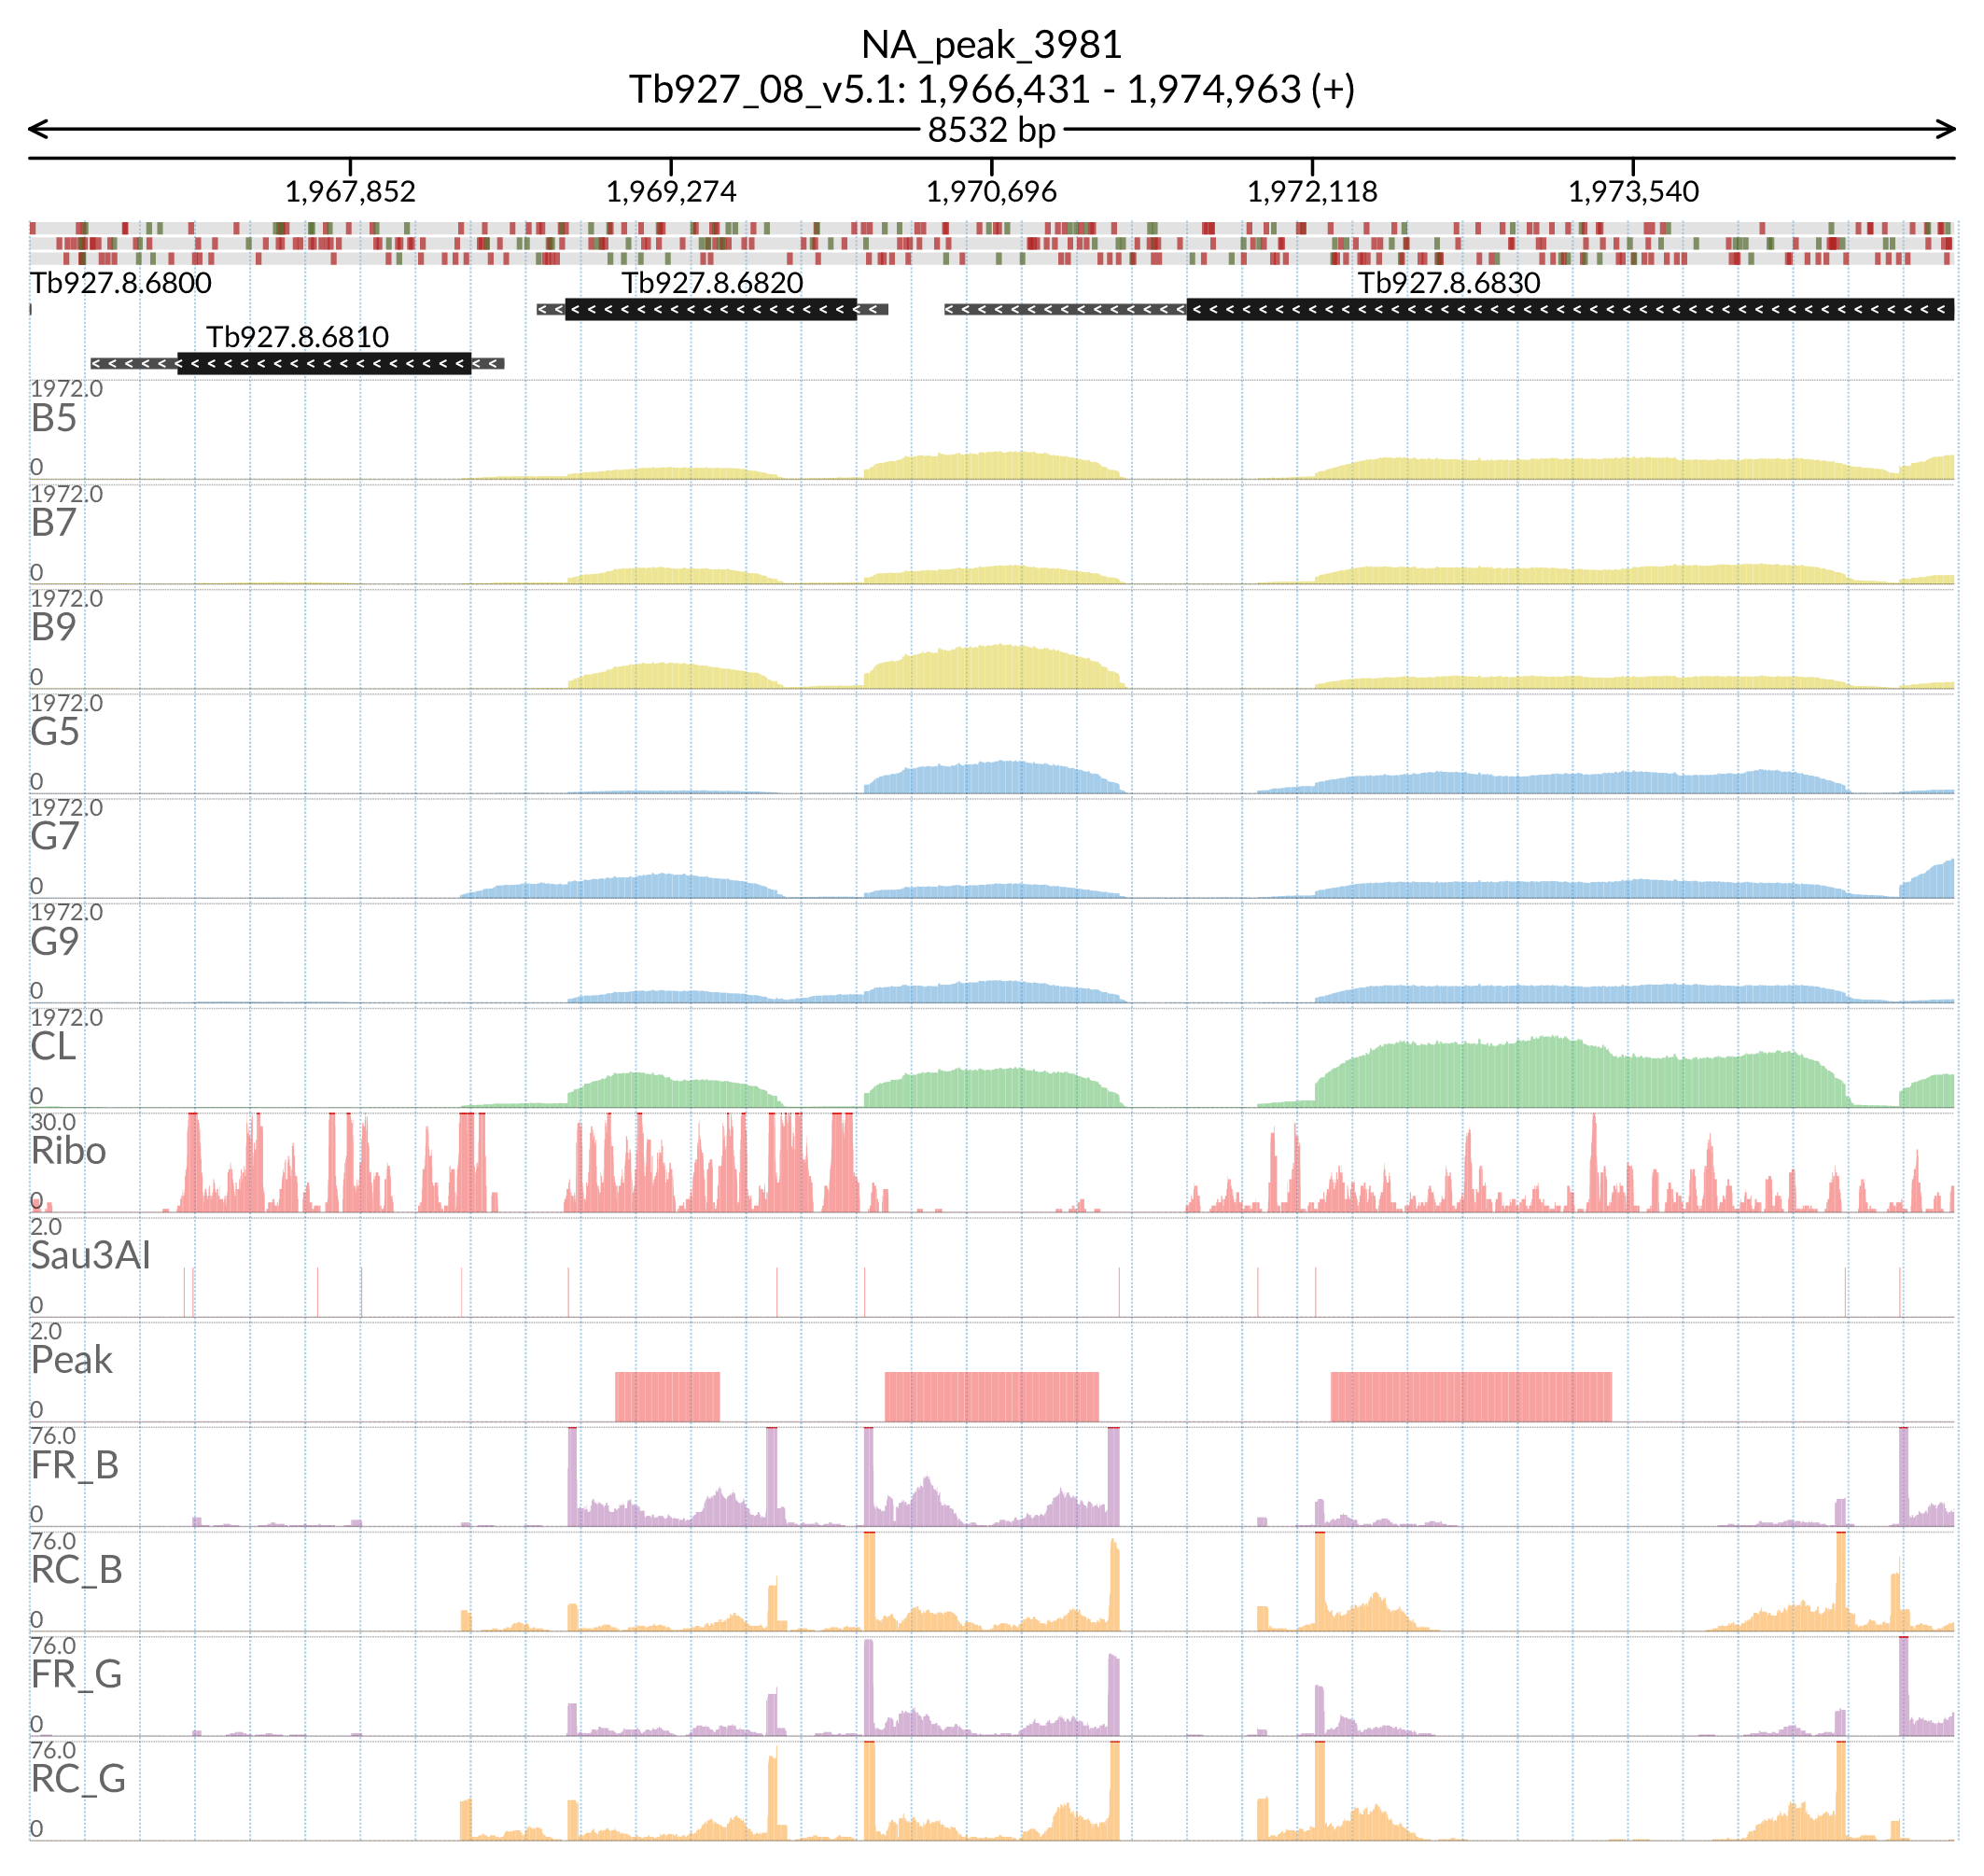 NA_peak_3981
Tb927_08_v5.1: 1,966,431 - 1,974,963 (+)
8532 bp
1,967,852 1,969,274 1,970,696 1,972,118 1,973,540
Tb927.8.6800 Tb927.8.6820 Tb927.8.6830
Tb927.8.6810
1972.0
B5
0
1972.0
B7
0
1972.0
B9
0
1972.0
G5
0
1972.0
G7
0
1972.0
G9
0
1972.0
CL
0
30.0
Ribo
0
2.0
Sau3AI
0
2.0
Peak
0
76.0
FR_B
0
76.0
RC_B
0
76.0
FR_G
0
76.0
RC_G
0